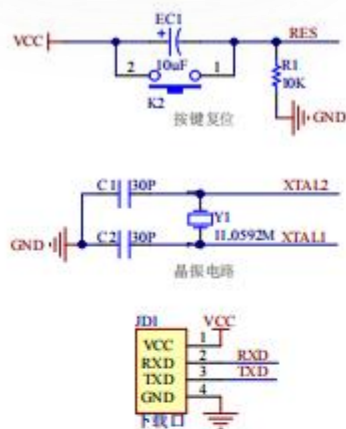 EC1
VCC
RES
10uF
2
1
K2
R1
10K
GND
按键复位
C1
30P
XTAL2
Y1
11.0592M
GND
C2
30P
XTAL1
晶振电路
JD1
VCC
VCC
1
RXD
2
RXD
TXD
3
TXD
GND
4
下载口